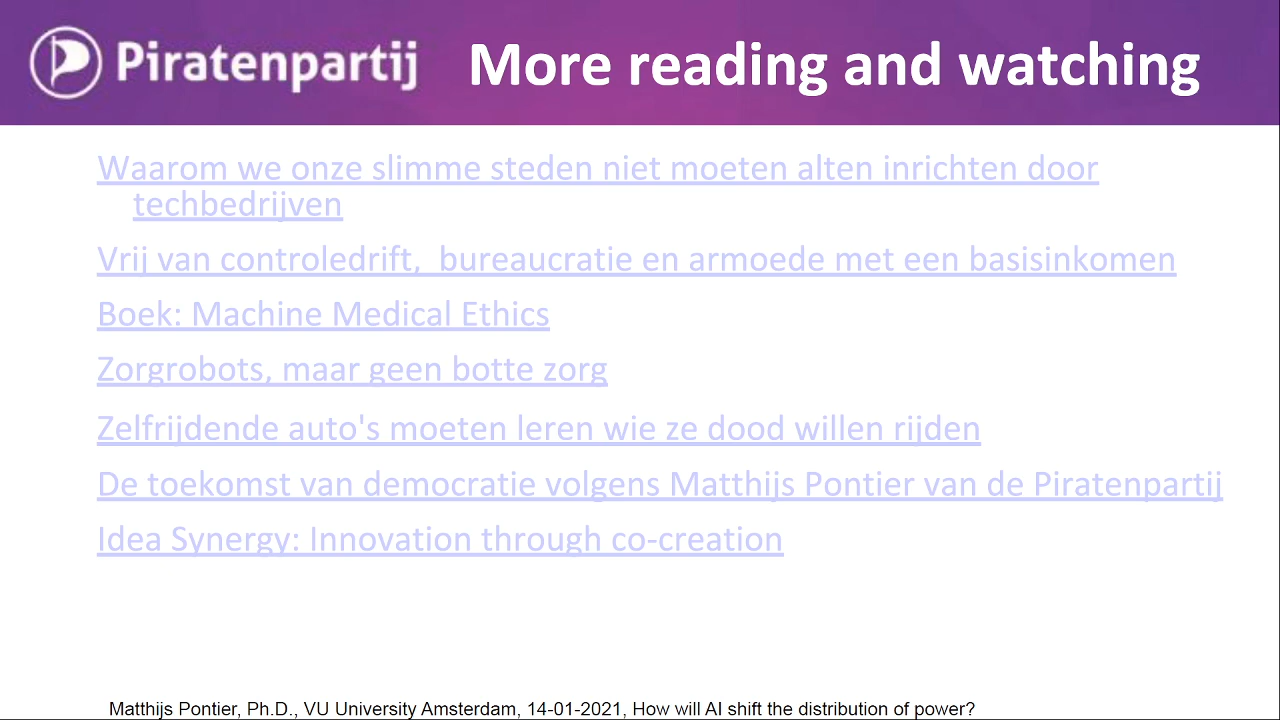 Piratenpartij
More reading and watching
Waarom we onze slimme steden niet moeten alten inrichten door
techbedrijven
Vrij van controledrift,  bureaucratie en armoede met een basisinkomen
Boek: Machine Medical Ethics
Zorgrobots, maar geen botte zorg
Zelfrijdende auto's moeten leren wie ze dood willen rijden
De toekomst van democratie volgens Matthijs Pontier van de Piratenpartij
Idea Synergy: Innovation through co-creation
Matthijs Pontier, Ph.D., VU University Amsterdam, 14-01-2021, How will AI shift the distribution of power?